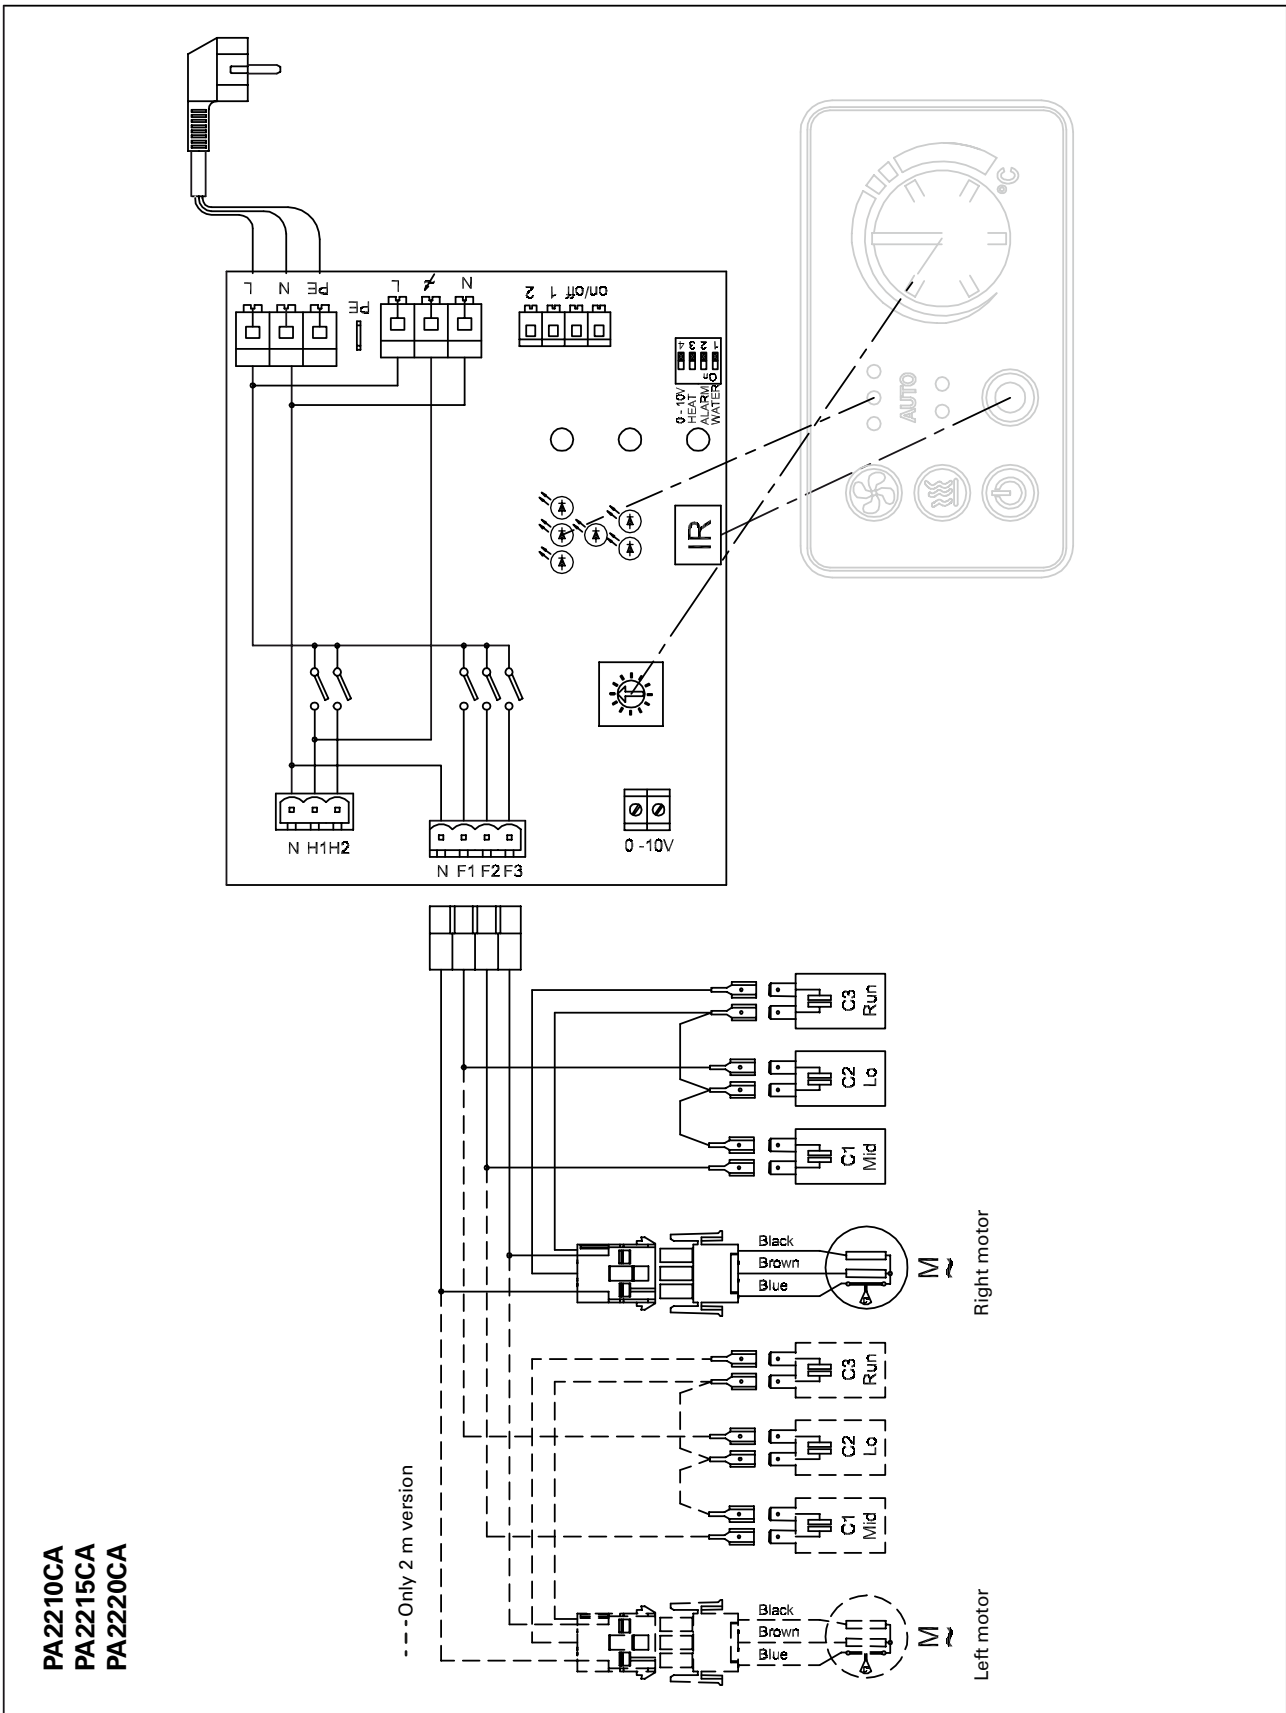 PA2210CA
PA2215CA
PA2220CA
L N PE
PE
L N
2 1 on/off
4 3 2 1
On
0 - 10V
HEAT
ALARM
WATER
°C
AUTO
IR
N H1 H2
N F1 F2 F3
0 -10V
C3
Run
C2
Lo
C1
Mid
Black
Brown
Blue
M
~
Right motor
---Only 2 m version
C3
Run
C2
Lo
C1
Mid
Black
Brown
Blue
M
~
Left motor